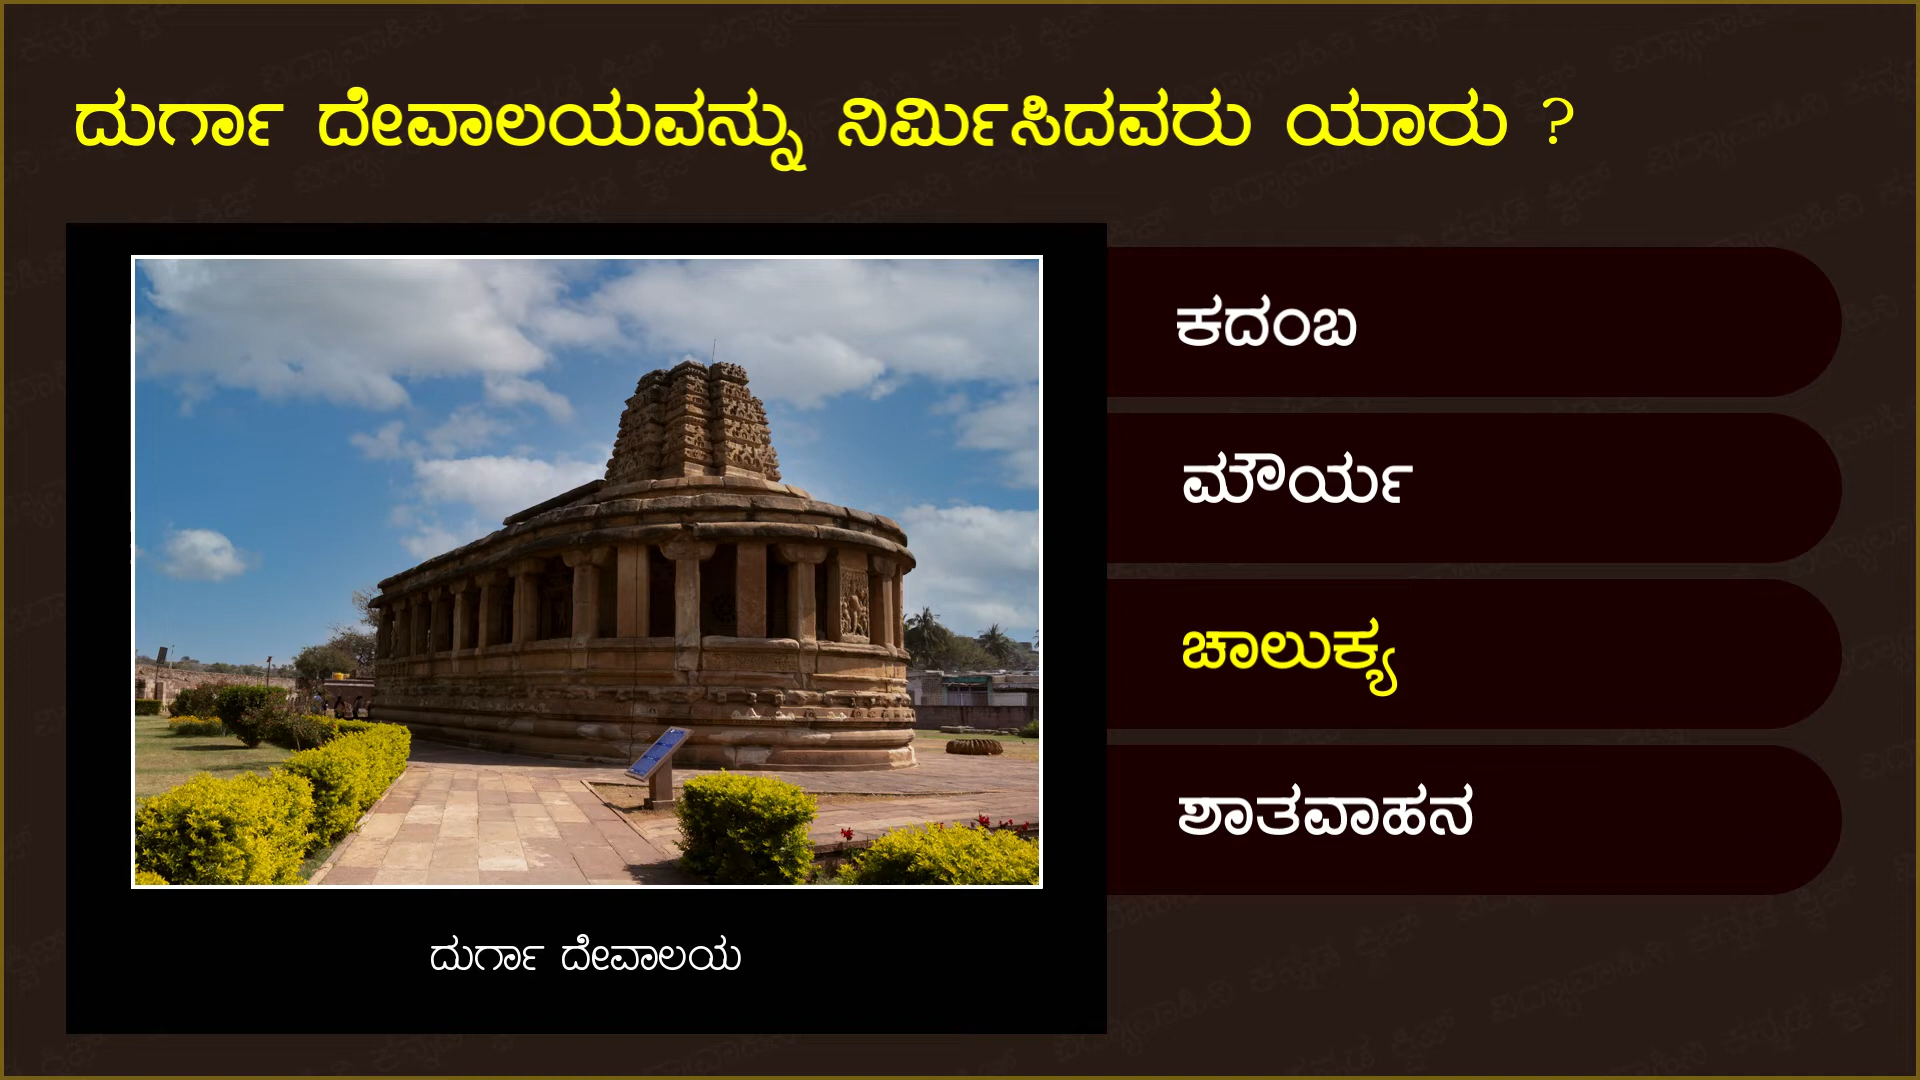 ದುರ್ಗಾ ದೇವಾಲಯವನ್ನು ನಿರ್ಮಿಸಿದವರು ಯಾರು ?
ಕದಂಬ
ಮೌರ್ಯ
ಚಾಲುಕ್ಯ
ಶಾತವಾಹನ
ದುರ್ಗಾ ದೇವಾಲಯ